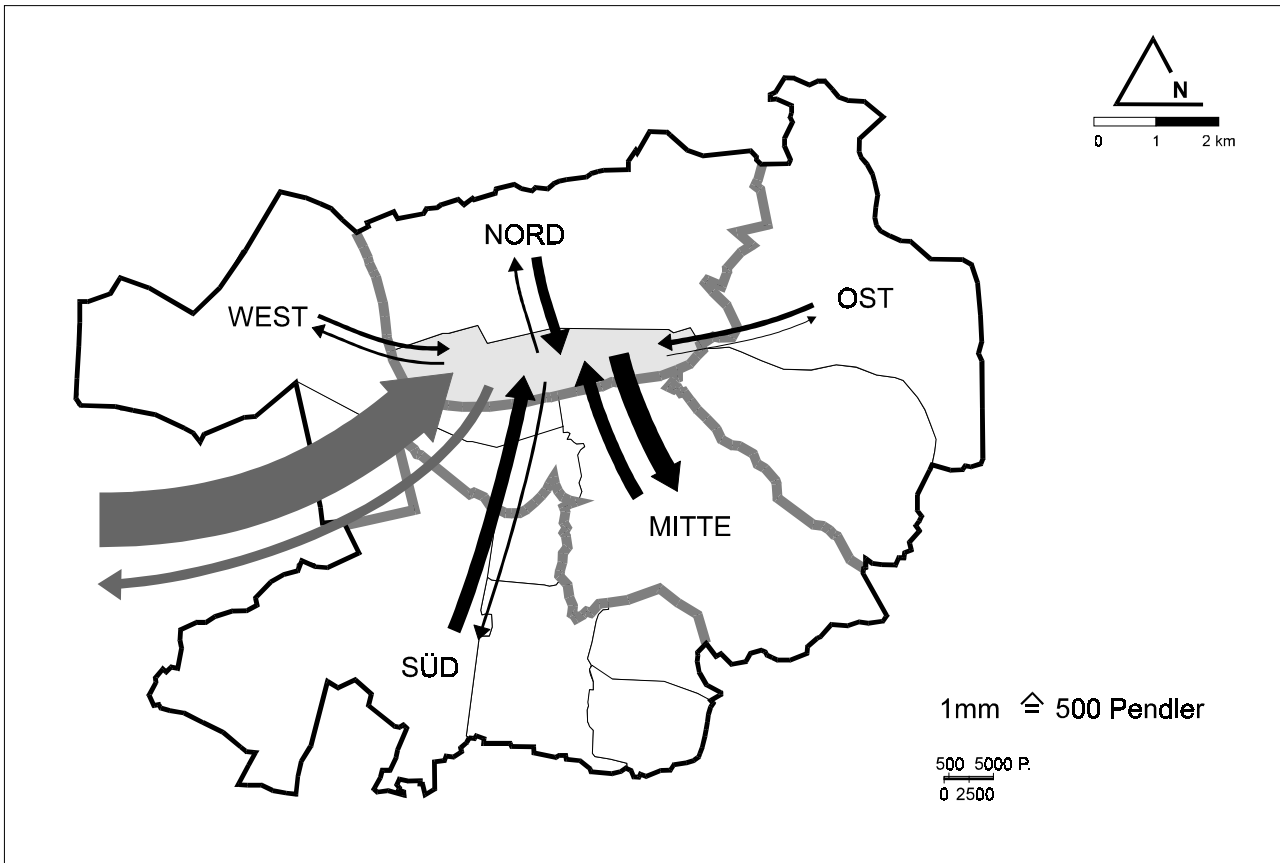 N
0 1 2 km
NORD
OST
WEST
MITTE
SÜD
1mm ≙ 500 Pendler
500 5000 P.
0 2500